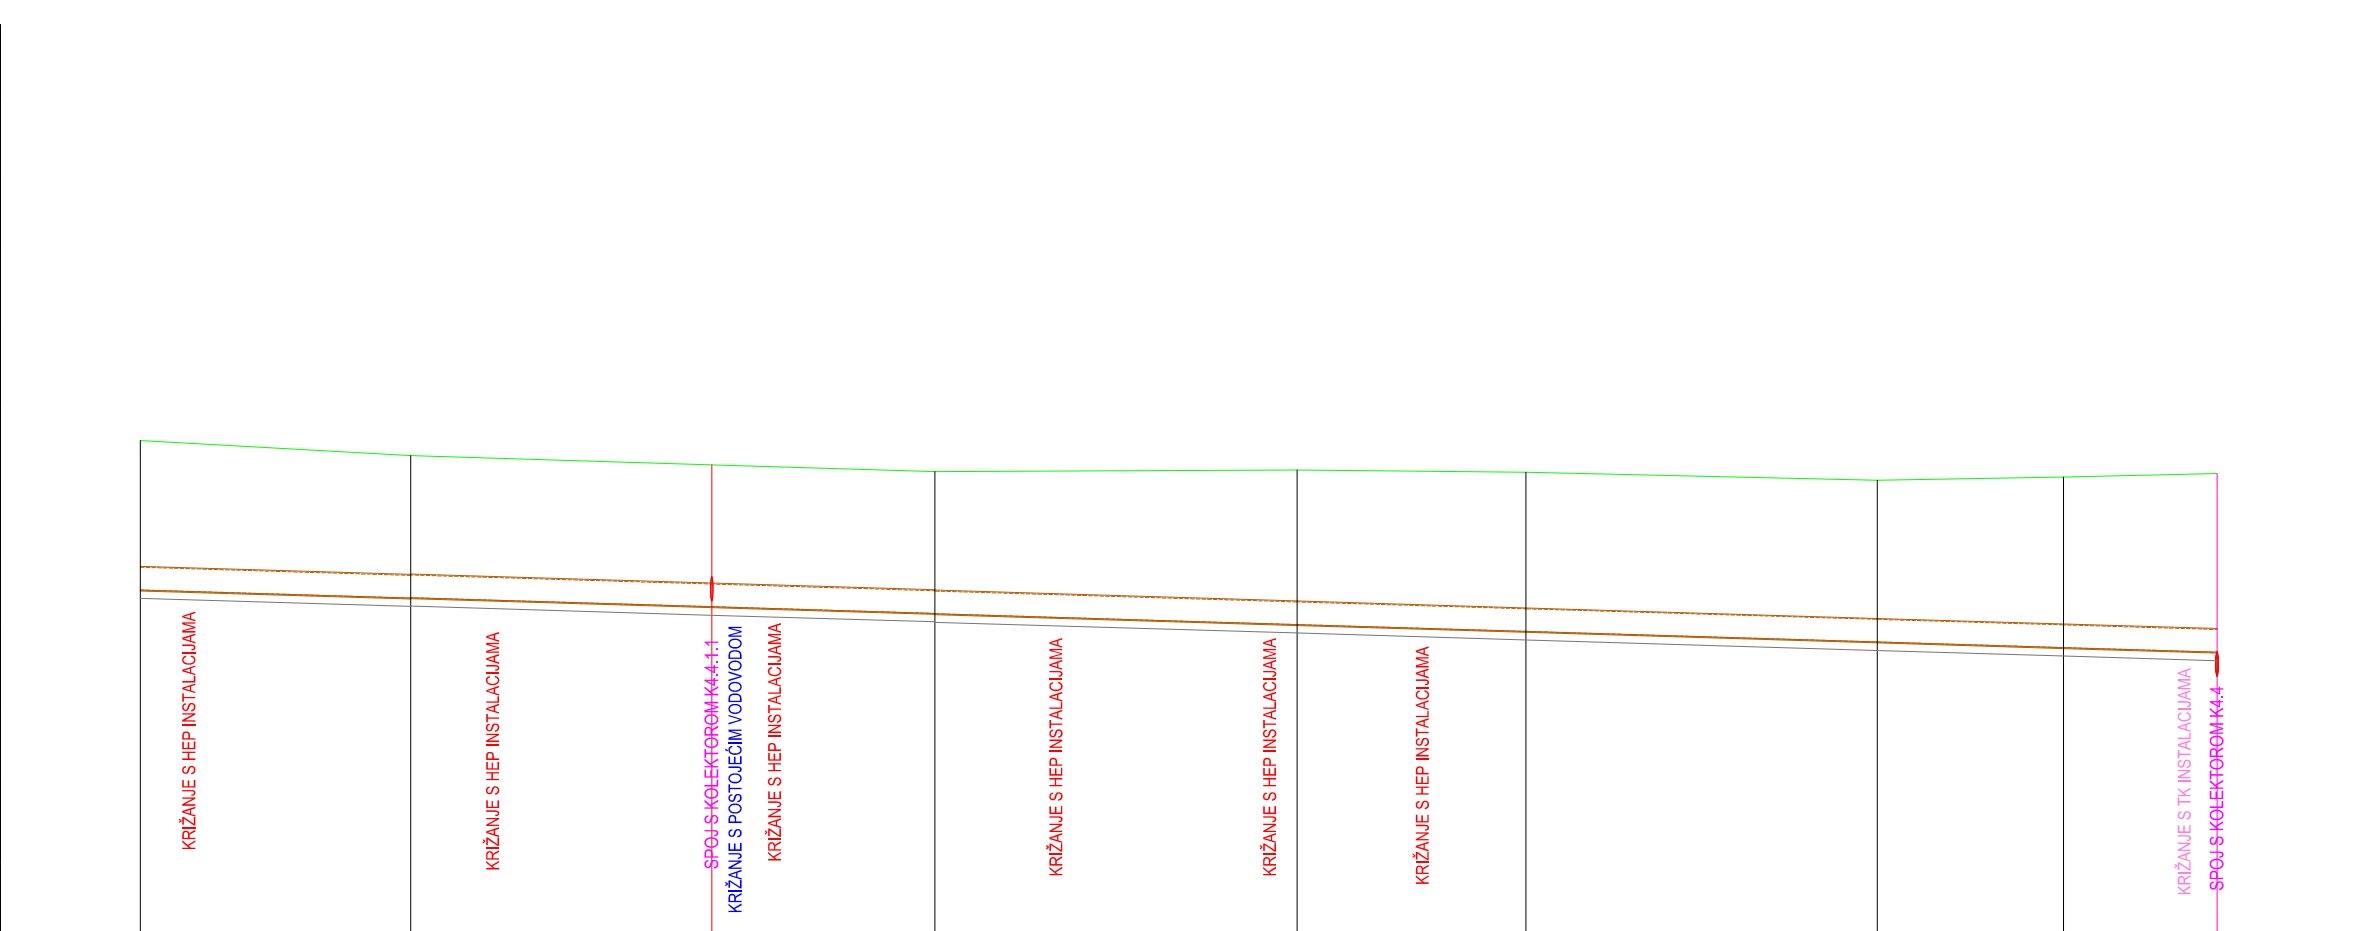 KRIŽANJE S HEP INSTALACIJAMA
KRIŽANJE S HEP INSTALACIJAMA
SPOJ S KOLEKTOROM K4.4.1.1
KRIŽANJE S POSTOJEĆIM VODOVODOM
KRIŽANJE S HEP INSTALACIJAMA
KRIŽANJE S HEP INSTALACIJAMA
KRIŽANJE S HEP INSTALACIJAMA
KRIŽANJE S HEP INSTALACIJAMA
KRIŽANJE S TK INSTALACIJAMA
SPOJ S KOLEKTOROM K4.4